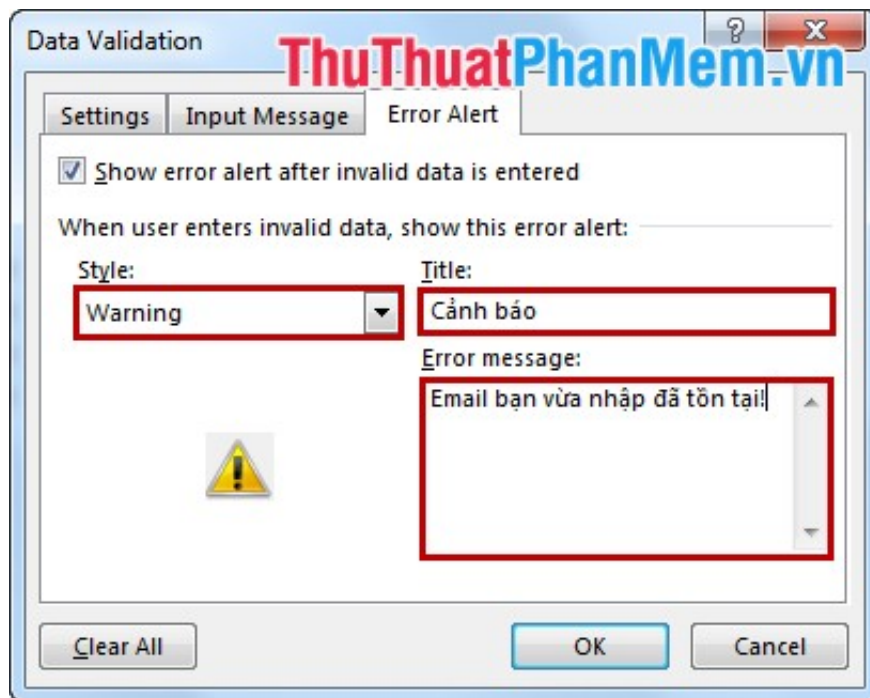 Data Validation
ThuThuatPhanMem.vn
Settings Input Message Error Alert
Show error alert after invalid data is entered
When user enters invalid data, show this error alert:
Style: Title:
Warning Cảnh báo
Error message:
Email bạn vừa nhập đã tồn tại!
Clear All OK Cancel